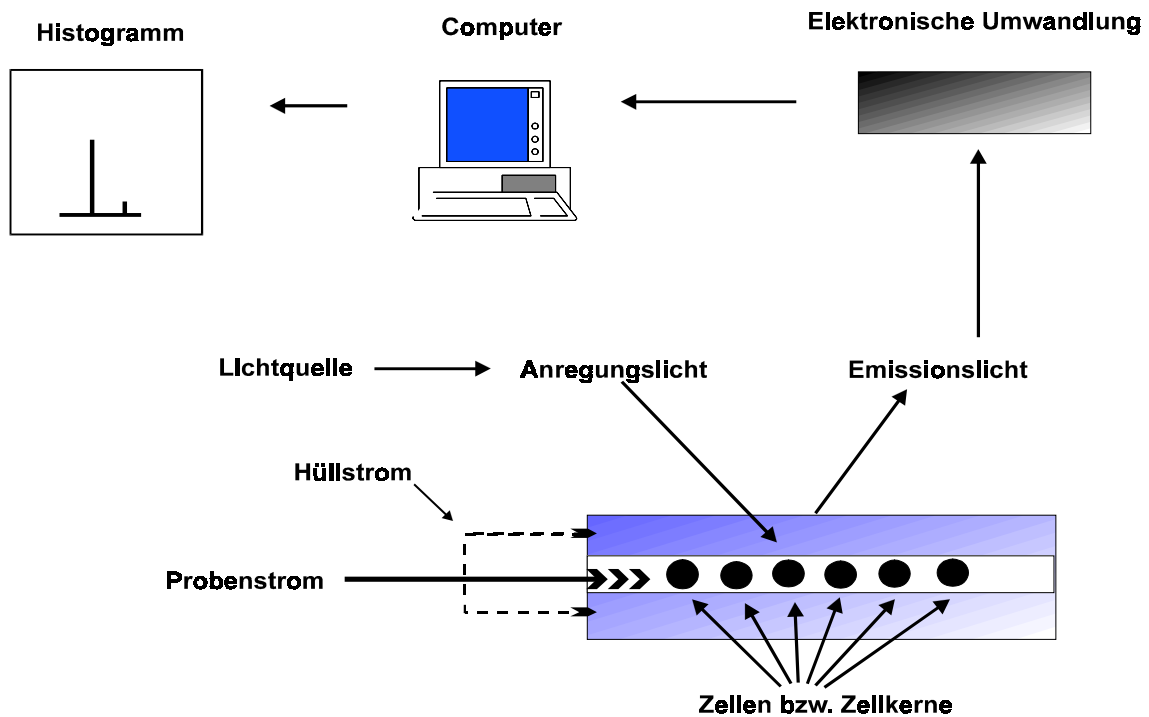 Histogramm
Computer
Elektronische Umwandlung
LIchtquelle
Anregungslicht
Emissionslicht
Hüllstrom
Probenstrom
Zellen bzw. Zellkerne